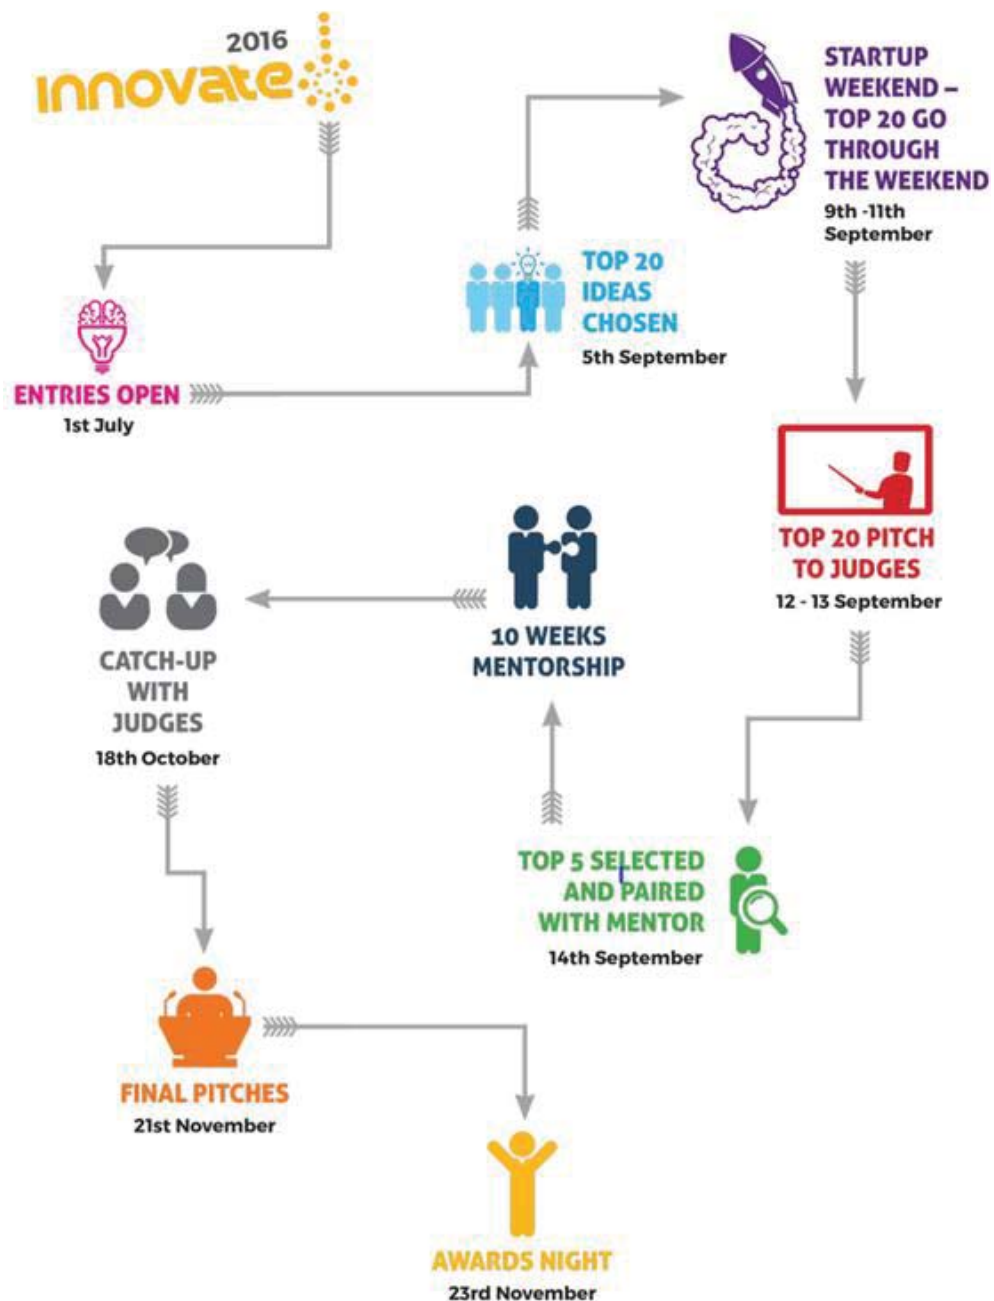 2016
innovate
ENTRIES OPEN
1st July
TOP 20
IDEAS
CHOSEN
5th September
STARTUP
WEEKEND –
TOP 20 GO
THROUGH
THE WEEKEND
9th -11th
September
TOP 20 PITCH
TO JUDGES
12 - 13 September
TOP 5 SELECTED
AND PAIRED
WITH MENTOR
14th September
10 WEEKS
MENTORSHIP
CATCH-UP
WITH
JUDGES
18th October
FINAL PITCHES
21st November
AWARDS NIGHT
23rd November